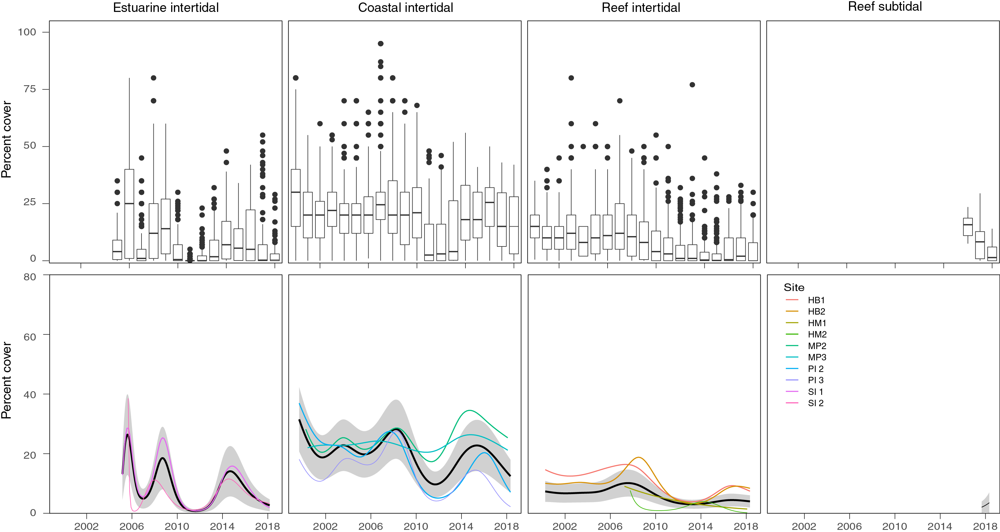 Estuarine intertidal
Coastal intertidal
Reef intertidal
Reef subtidal
Percent cover
100
75
50
25
0
Percent cover
80
60
40
20
0
Site
HB1
HB2
HM1
HM2
MP2
MP3
PI 2
PI 3
SI 1
SI 2
2002 2006 2010 2014 2018
2002 2006 2010 2014 2018
2002 2006 2010 2014 2018
2002 2006 2010 2014 2018